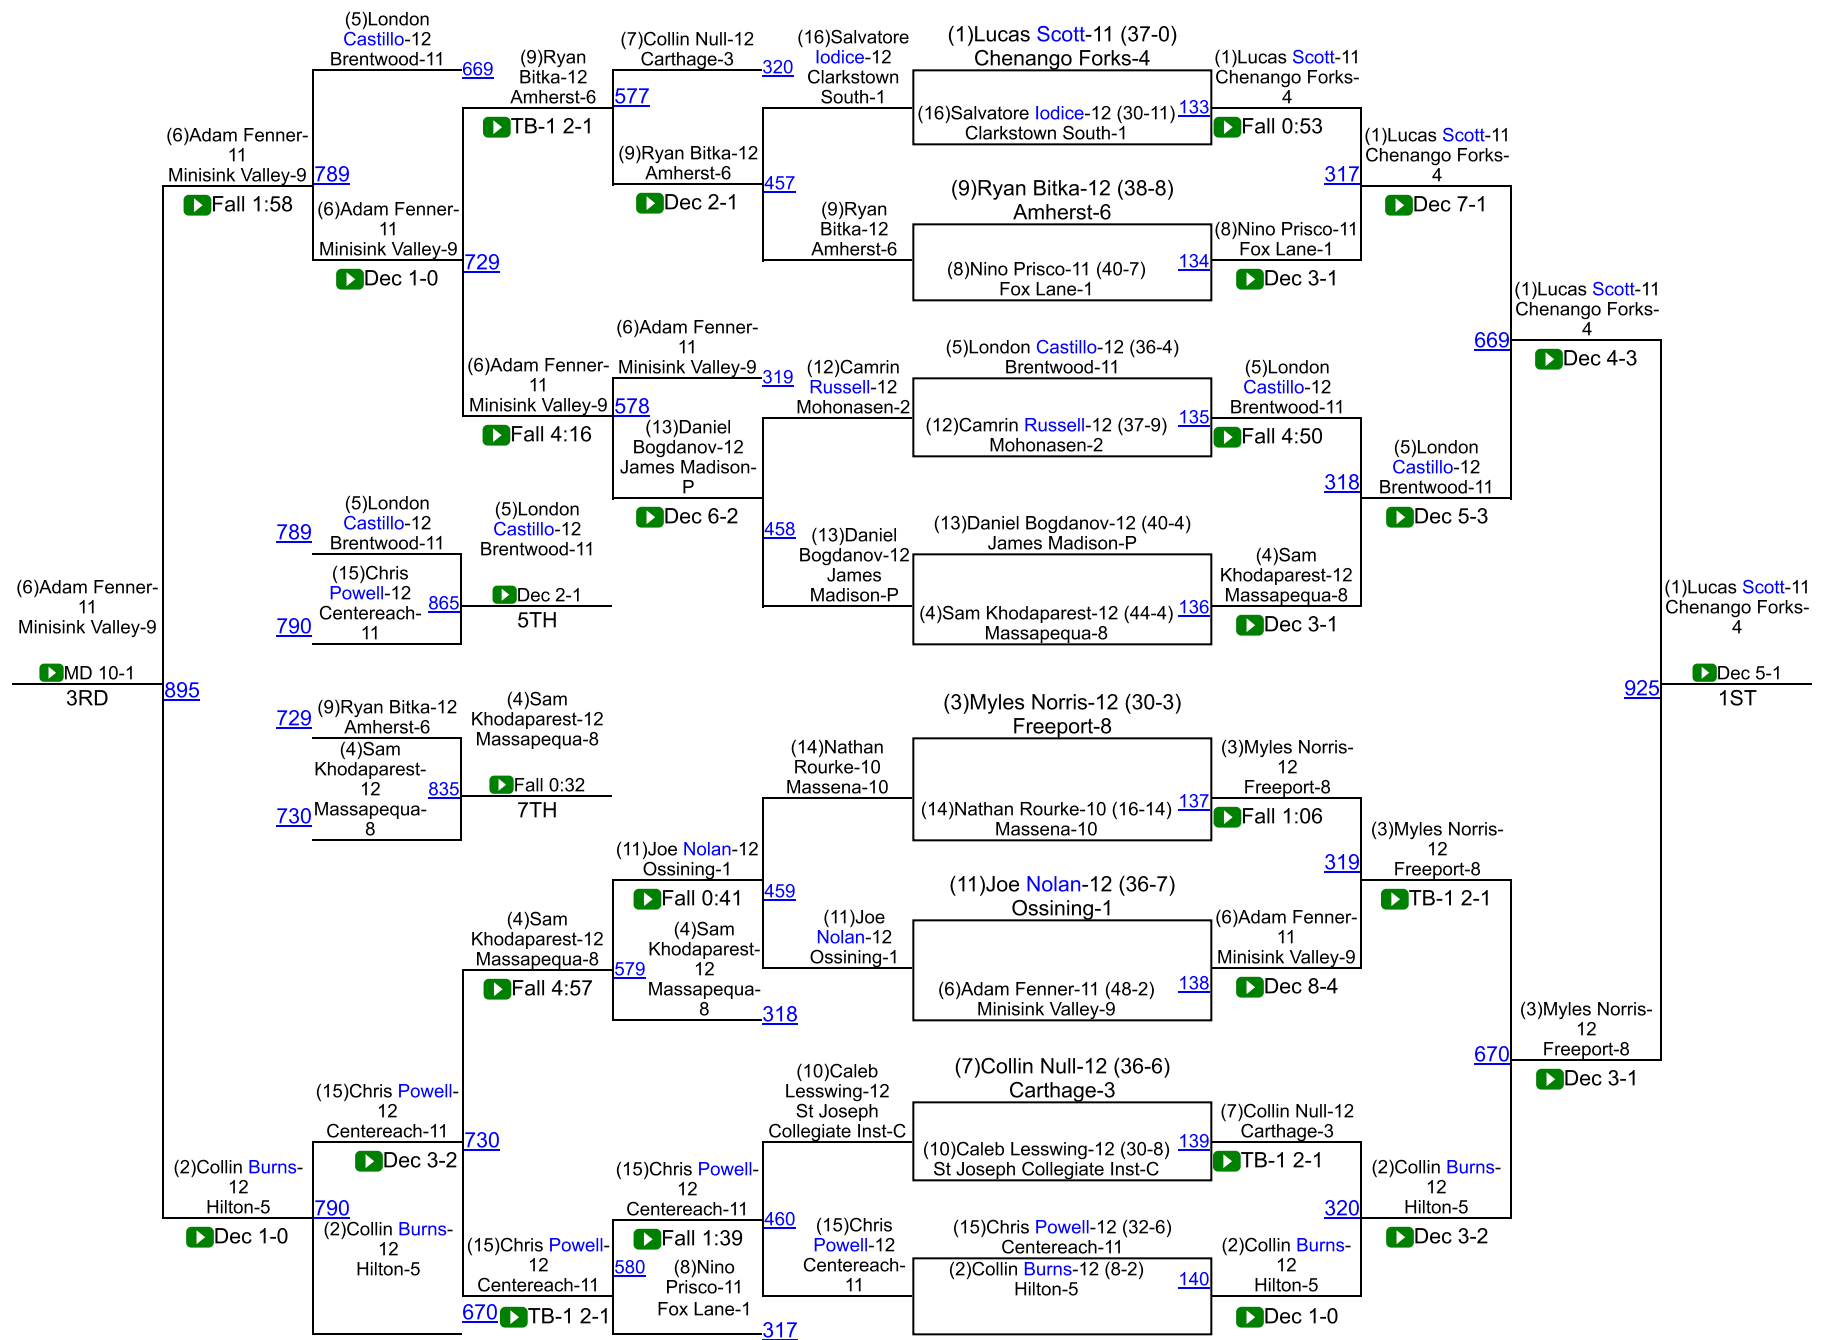 (5)London
Castillo-12
Brentwood-11
669
(6)Adam Fenner-
11
Minisink Valley-9
789
Fall 1:58
(6)Adam Fenner-
11
Minisink Valley-9
Dec 1-0
(9)Ryan
Bitka-12
Amherst-6
577
TB-1 2-1
729
(6)Adam Fenner-
11
Minisink Valley-9
578
Fall 4:16
(7)Collin Null-12
Carthage-3
320
(9)Ryan Bitka-12
Amherst-6
457
Dec 2-1
(6)Adam Fenner-
11
Minisink Valley-9
319
(13)Daniel
Bogdanov-12
James Madison-
P
Dec 6-2
458
(16)Salvatore
Iodice-12
Clarkstown
South-1
(9)Ryan
Bitka-12
Amherst-6
(12)Camrin
Russell-12
Mohonasen-2
(13)Daniel
Bogdanov-12
James
Madison-P
(1)Lucas Scott-11 (37-0)
Chenango Forks-4
(16)Salvatore Iodice-12 (30-11)
Clarkstown South-1
133
(9)Ryan Bitka-12 (38-8)
Amherst-6
(8)Nino Prisco-11 (40-7)
Fox Lane-1
134
(5)London Castillo-12 (36-4)
Brentwood-11
(12)Camrin Russell-12 (37-9)
Mohonasen-2
135
(13)Daniel Bogdanov-12 (40-4)
James Madison-P
(4)Sam Khodaparest-12 (44-4)
Massapequa-8
136
(1)Lucas Scott-11
Chenango Forks-
4
Fall 0:53
(8)Nino Prisco-11
Fox Lane-1
Dec 3-1
(5)London
Castillo-12
Brentwood-11
Fall 4:50
(4)Sam
Khodaparest-12
Massapequa-8
Dec 3-1
317
(1)Lucas Scott-11
Chenango Forks-
4
Dec 7-1
318
(5)London
Castillo-12
Brentwood-11
Dec 5-3
669
(1)Lucas Scott-11
Chenango Forks-
4
Dec 4-3
(1)Lucas Scott-11
Chenango Forks-
4
925
Dec 5-1
1ST
789
(5)London
Castillo-12
Brentwood-11
(15)Chris
Powell-12
Centereach-
11
790
865
(5)London
Castillo-12
Brentwood-11
Dec 2-1
5TH
(6)Adam Fenner-
11
Minisink Valley-9
MD 10-1
3RD
895
729
(9)Ryan Bitka-12
Amherst-6
(4)Sam
Khodaparest-
12
Massapequa-
8
730
835
(4)Sam
Khodaparest-12
Massapequa-8
Fall 0:32
7TH
(14)Nathan
Rourke-10
Massena-10
(11)Joe Nolan-12
Ossining-1
459
Fall 0:41
(11)Joe
Nolan-12
Ossining-1
(4)Sam
Khodaparest-12
Massapequa-8
579
Fall 4:57
(4)Sam
Khodaparest-
12
Massapequa-
8
318
(3)Myles Norris-12 (30-3)
Freeport-8
(14)Nathan Rourke-10 (16-14)
Massena-10
137
(11)Joe Nolan-12 (36-7)
Ossining-1
(6)Adam Fenner-11 (48-2)
Minisink Valley-9
138
(3)Myles Norris-
12
Freeport-8
Fall 1:06
(6)Adam Fenner-
11
Minisink Valley-9
Dec 8-4
319
(3)Myles Norris-
12
Freeport-8
TB-1 2-1
670
(3)Myles Norris-
12
Freeport-8
Dec 3-1
(15)Chris Powell-
12
Centereach-11
730
Dec 3-2
(2)Collin Burns-
12
Hilton-5
790
Dec 1-0
(2)Collin Burns-
12
Hilton-5
670
(15)Chris Powell-
12
Centereach-11
580
TB-1 2-1
(15)Chris Powell-
12
Centereach-11
460
Fall 1:39
(8)Nino
Prisco-11
Fox Lane-1
317
(10)Caleb
Lesswing-12
St Joseph
Collegiate Inst-C
(15)Chris
Powell-12
Centereach-
11
(7)Collin Null-12 (36-6)
Carthage-3
(10)Caleb Lesswing-12 (30-8)
St Joseph Collegiate Inst-C
139
(15)Chris Powell-12 (32-6)
Centereach-11
(2)Collin Burns-12 (8-2)
Hilton-5
140
(7)Collin Null-12
Carthage-3
TB-1 2-1
(2)Collin Burns-
12
Hilton-5
Dec 1-0
320
(2)Collin Burns-
12
Hilton-5
Dec 3-2